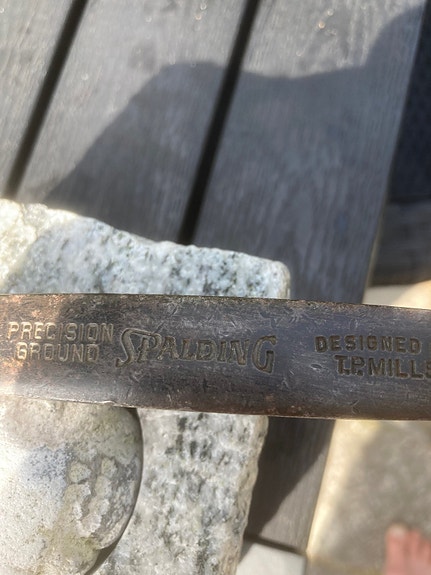 PRECISION
GROUND
SPALDING
DESIGNED
T.P. MILLS